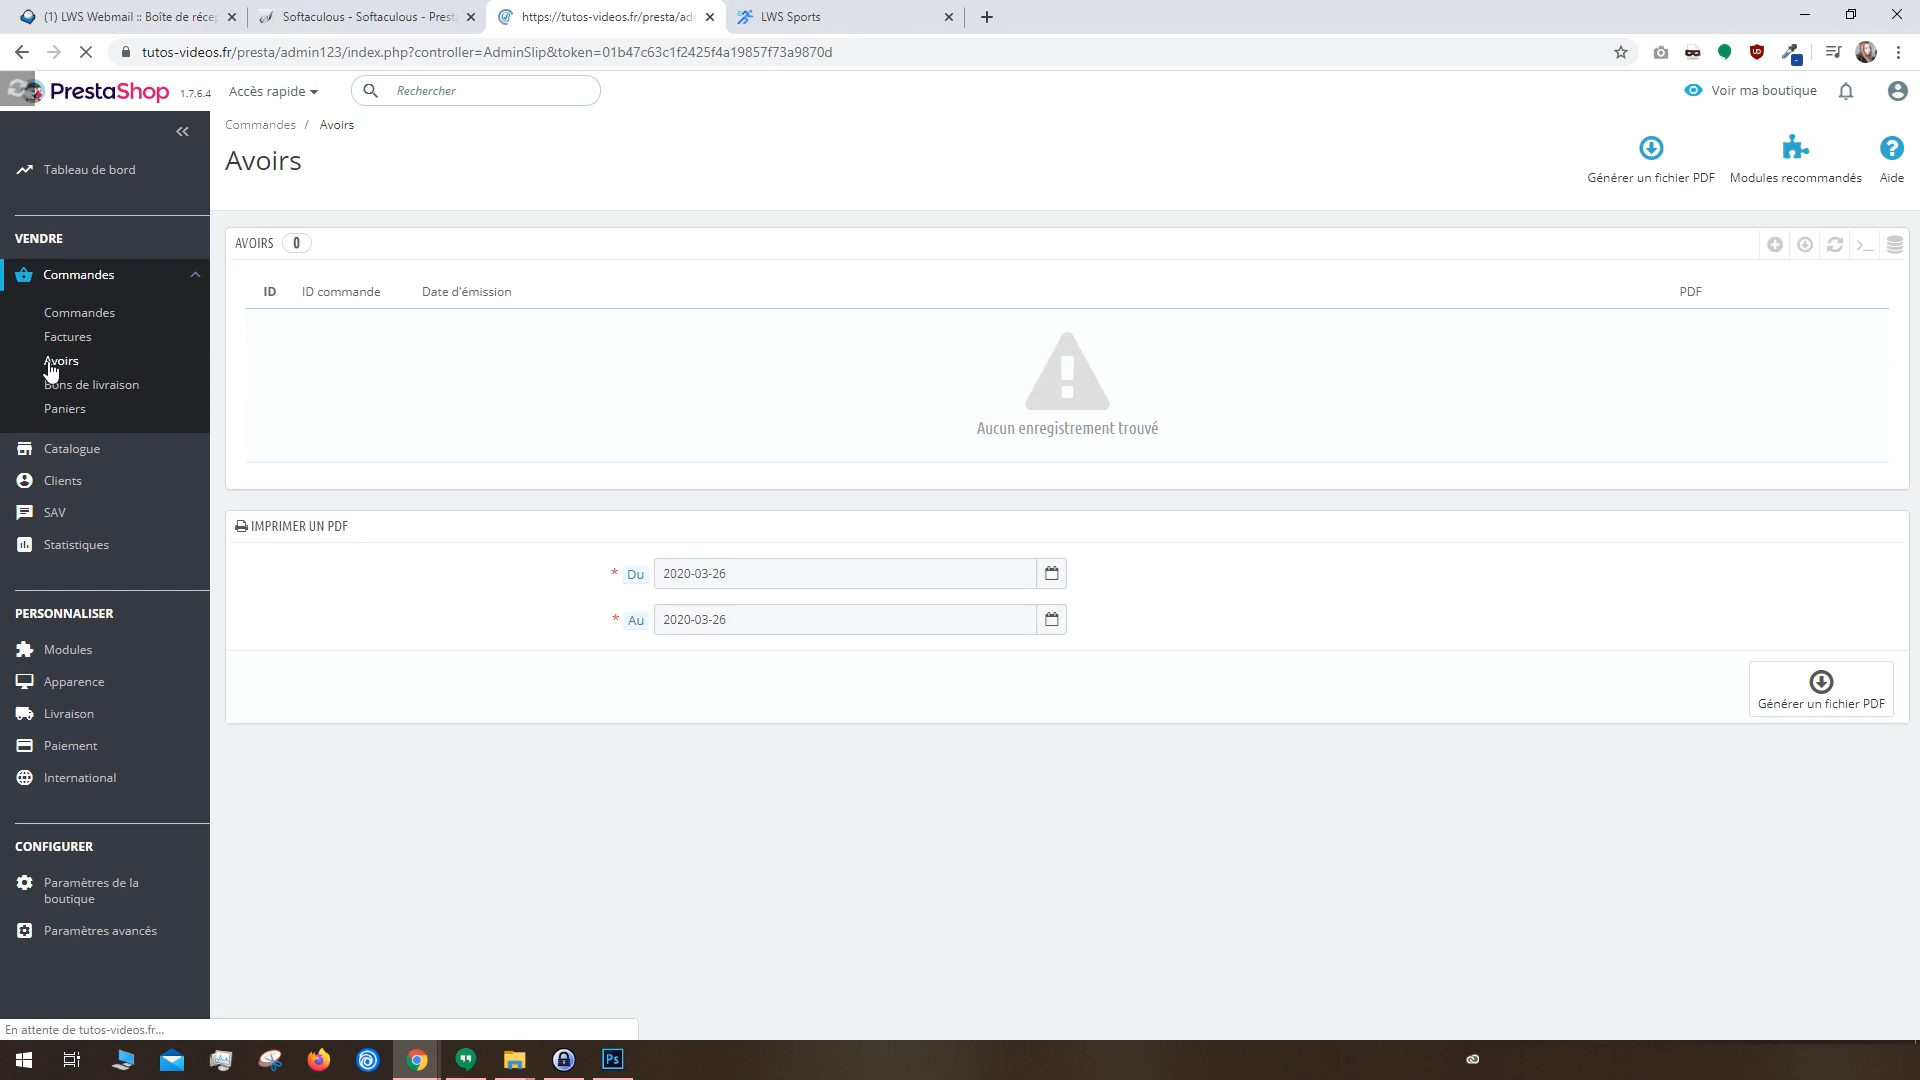 (1) LWS Webmail :: Boîte de récep
Softaculous - Softaculous - Presta
https://tutos-videos.fr/presta/adm
LWS Sports
tutos-videos.fr/presta/admin123/index.php?controller=AdminSlip&token=01b47c63c1f2425f4a19857f73a9870d
PrestaShop 1.7.6.4
Accès rapide
Rechercher
Voir ma boutique
Commandes / Avoirs
Avoirs
Générer un fichier PDF
Modules recommandés
Aide
Tableau de bord
VENDRE
Commandes
Commandes
Factures
Avoirs
Bons de livraison
Paniers
Catalogue
Clients
SAV
Statistiques
PERSONNALISER
Modules
Apparence
Livraison
Paiement
International
CONFIGURER
Paramètres de la
boutique
Paramètres avancés
AVOIRS 0
ID
ID commande
Date d'émission
PDF
Aucun enregistrement trouvé
IMPRIMER UN PDF
* Du 2020-03-26
* Au 2020-03-26
Générer un fichier PDF
En attente de tutos-videos.fr...
Ps